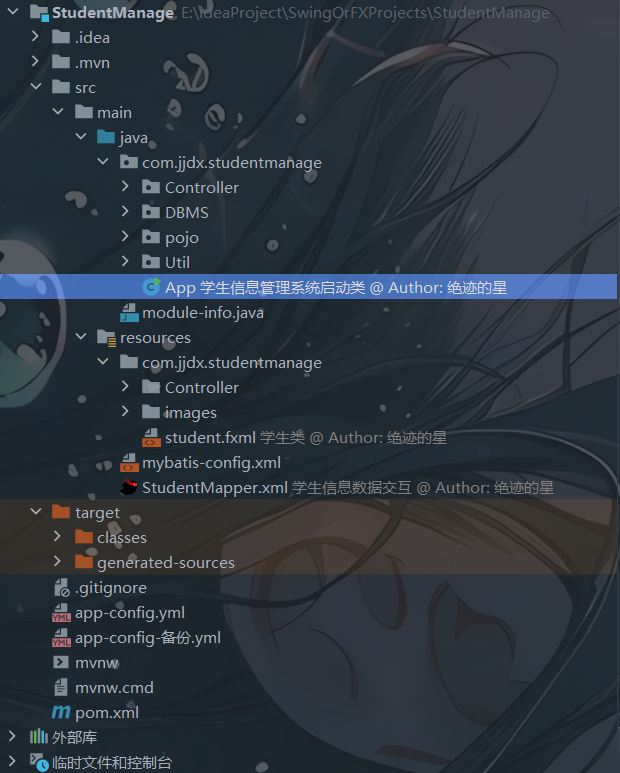 StudentManage E:\IdeaProject\SwingOrFXProjects\StudentManage
.idea
.mvn
src
main
java
com.jjdx.studentmanage
Controller
DBMS
pojo
Util
App 学生信息管理系统启动类 @ Author: 绝迹的星
module-info.java
resources
com.jjdx.studentmanage
Controller
images
student.fxml 学生类 @ Author: 绝迹的星
mybatis-config.xml
StudentMapper.xml 学生信息数据交互 @ Author: 绝迹的星
target
classes
generated-sources
.gitignore
app-config.yml
app-config-备份.yml
mvnw
mvnw.cmd
pom.xml
外部库
临时文件和控制台